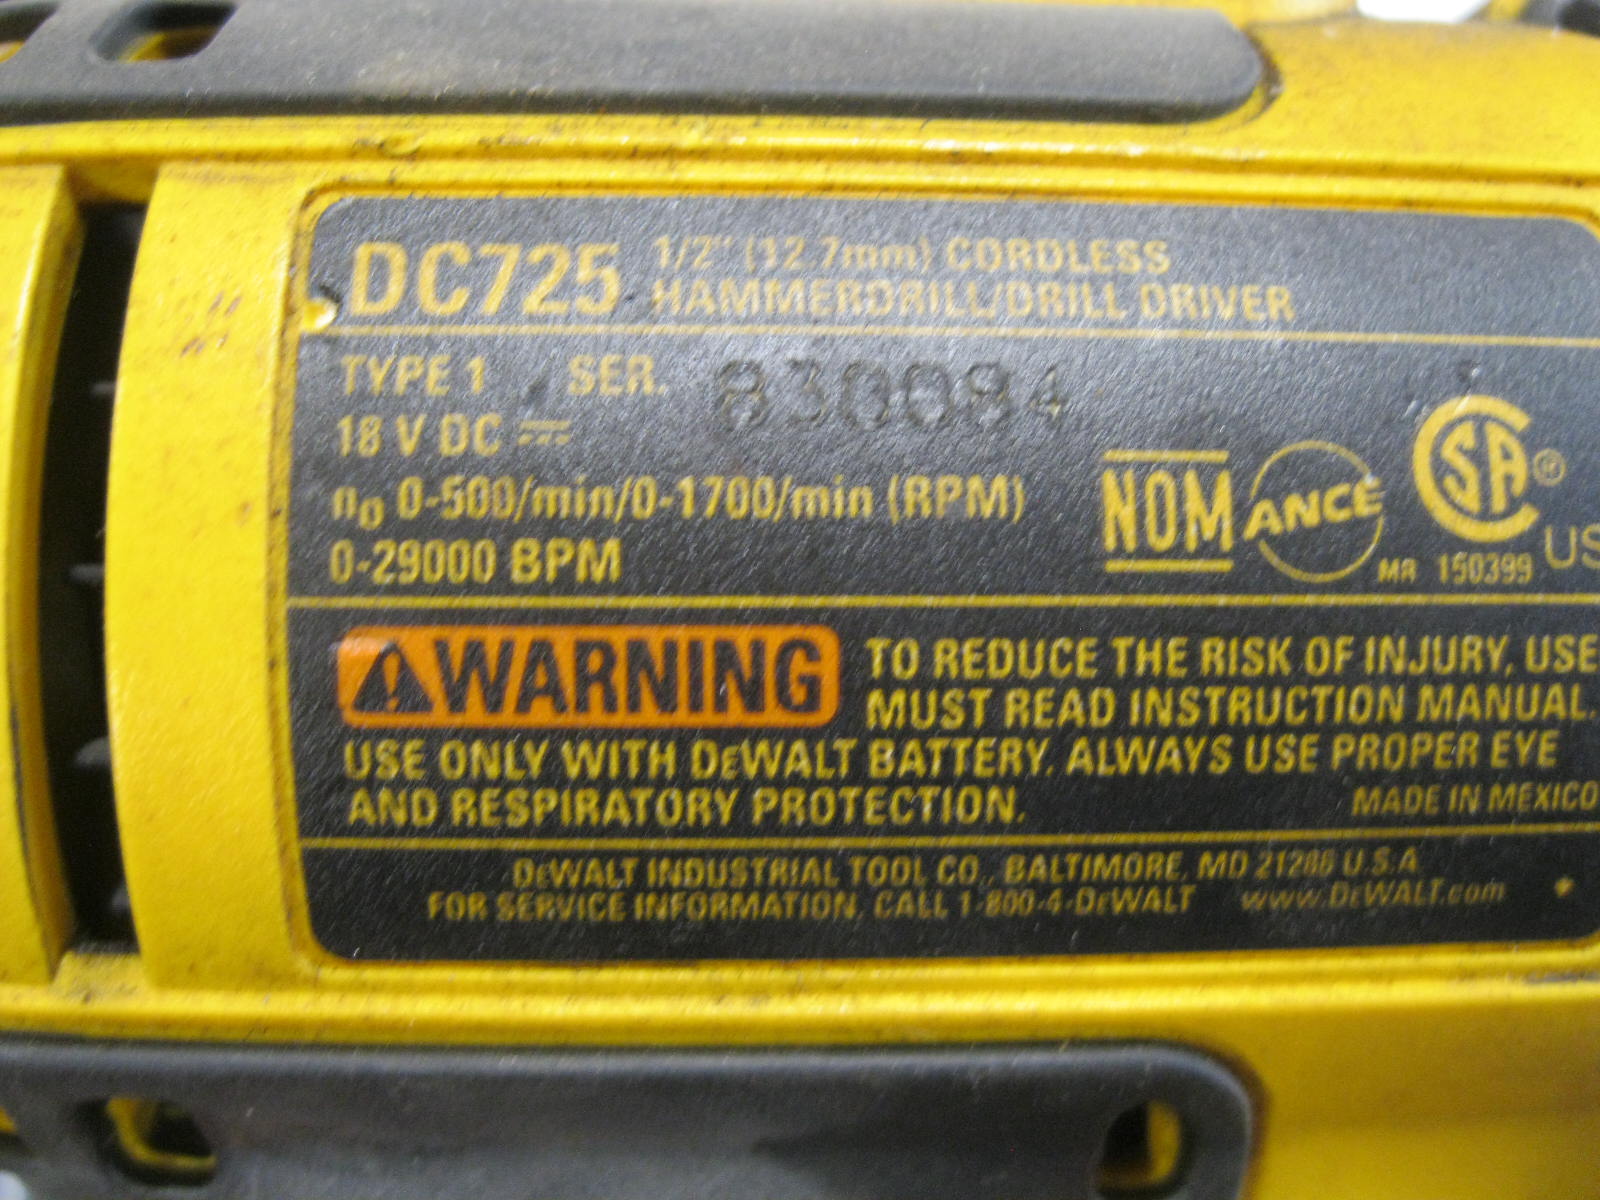 DC725 1/2" (12.7mm) CORDLESS
HAMMERDRILL/DRILL DRIVER
TYPE 1 SER. 830084
18 V DC
n0 0-500/min/0-1700/min (RPM)
0-29000 BPM
NOM ANCE CSA ® US
MR 150399
WARNING TO REDUCE THE RISK OF INJURY, USE
MUST READ INSTRUCTION MANUAL.
USE ONLY WITH DEWALT BATTERY. ALWAYS USE PROPER EYE
AND RESPIRATORY PROTECTION.
MADE IN MEXICO
DEWALT INDUSTRIAL TOOL CO., BALTIMORE, MD 21286 U.S.A
FOR SERVICE INFORMATION, CALL 1-800-4-DEWALT www.DEWALT.com